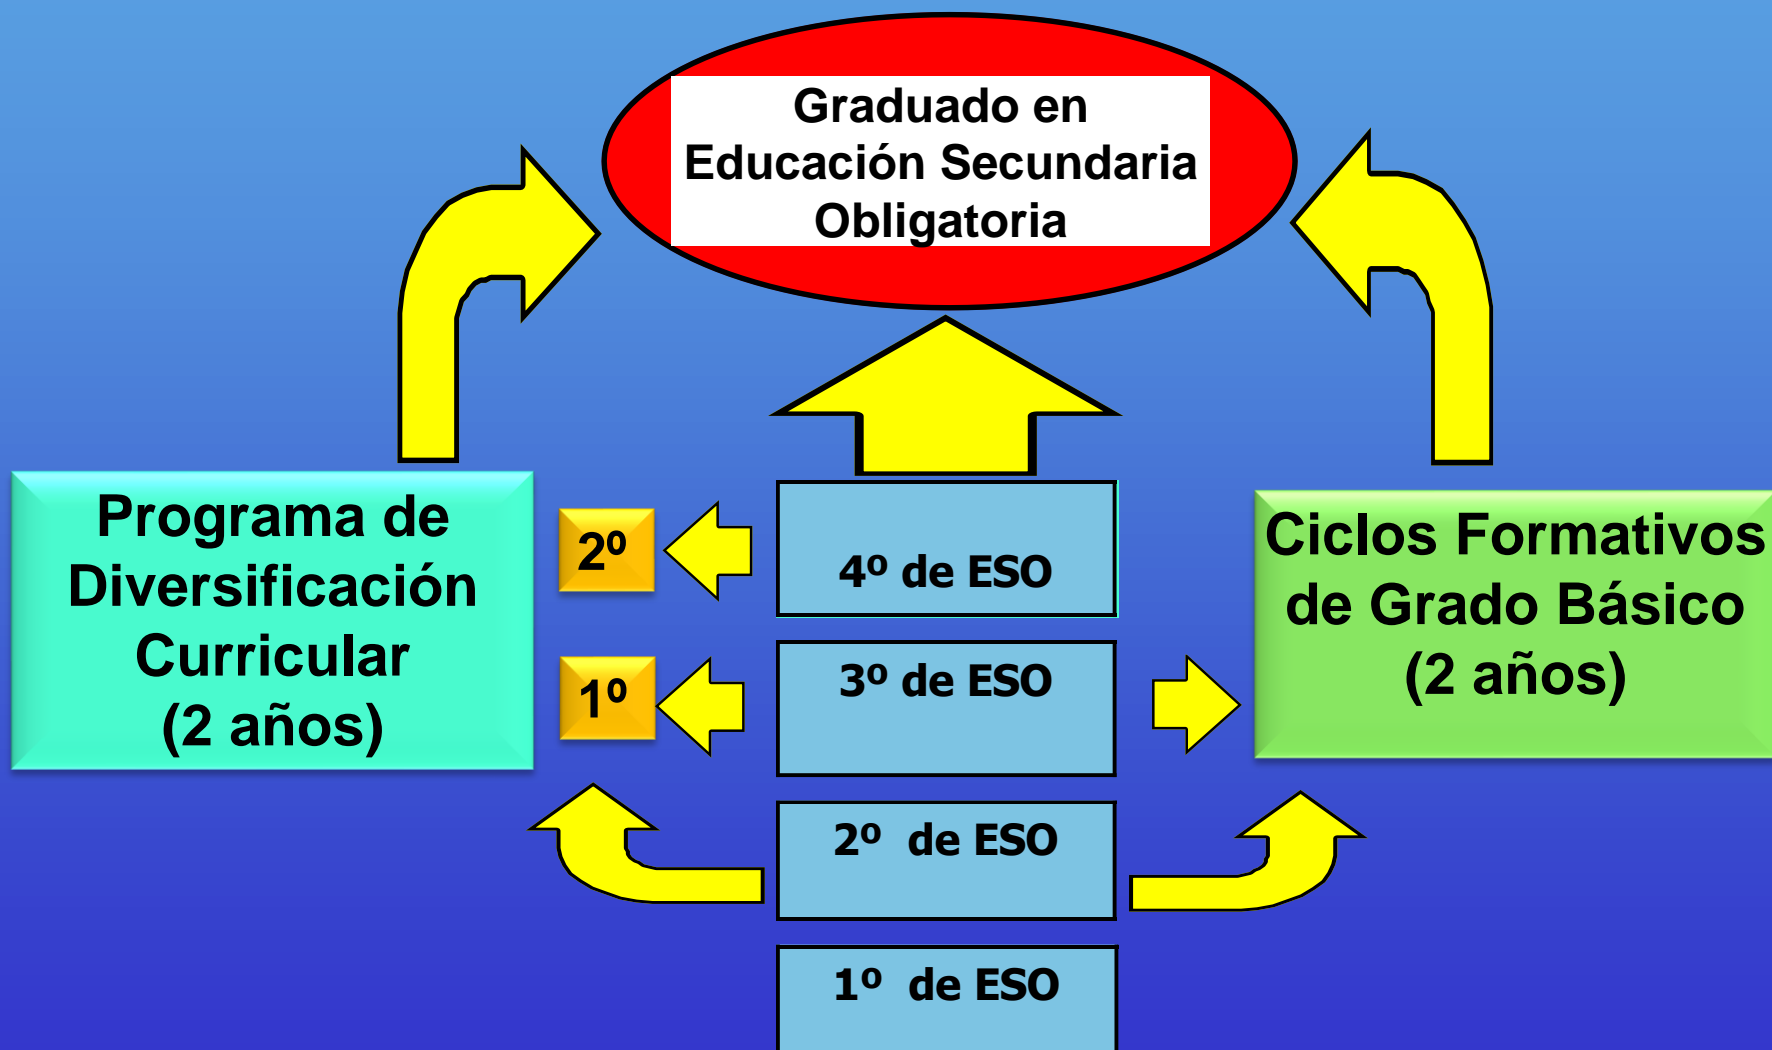 Graduado en
Educación Secundaria
Obligatoria
Programa de
Diversificación
Curricular
(2 años)
2º
1º
4º de ESO
3º de ESO
2º de ESO
1º de ESO
Ciclos Formativos
de Grado Básico
(2 años)